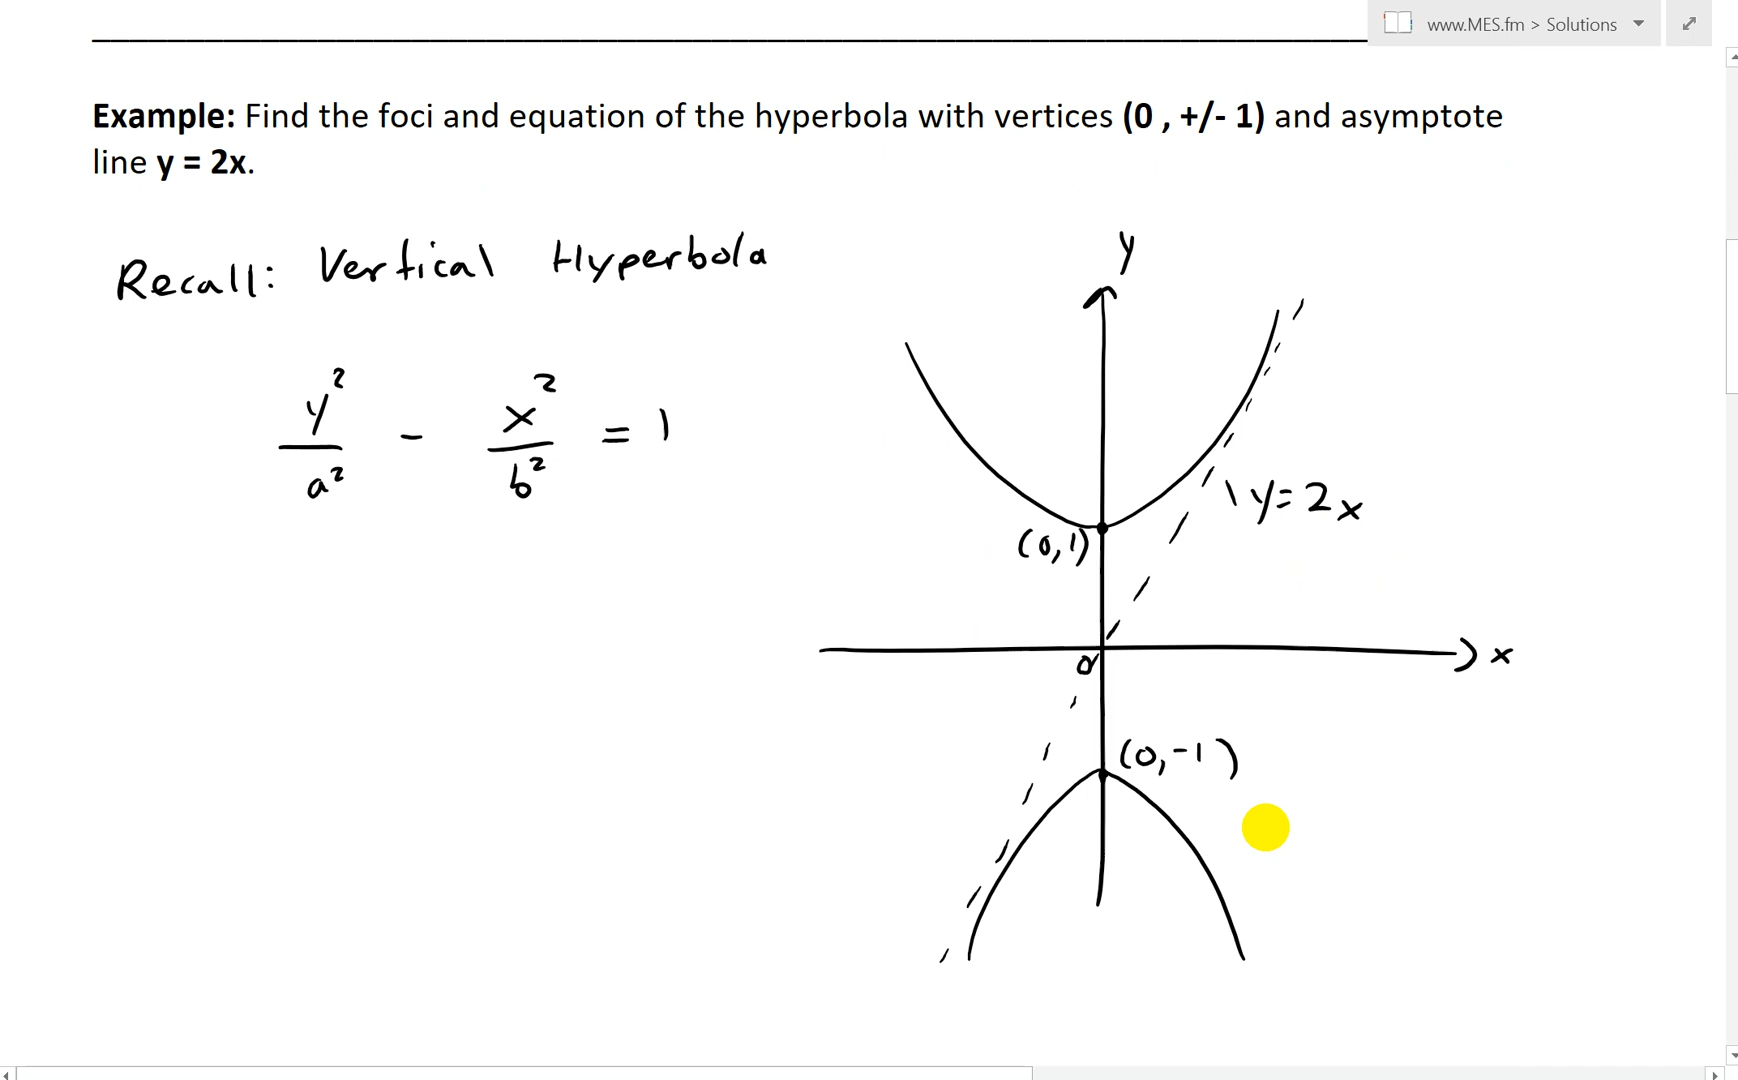 www.MES.fm > Solutions
Example: Find the foci and equation of the hyperbola with vertices (0 , +/- 1) and asymptote
line y = 2x.
Recall: Vertical Hyperbola
y
y² / a² - x² / b² = 1
y=2x
(0,1)
0
x
(0,-1)